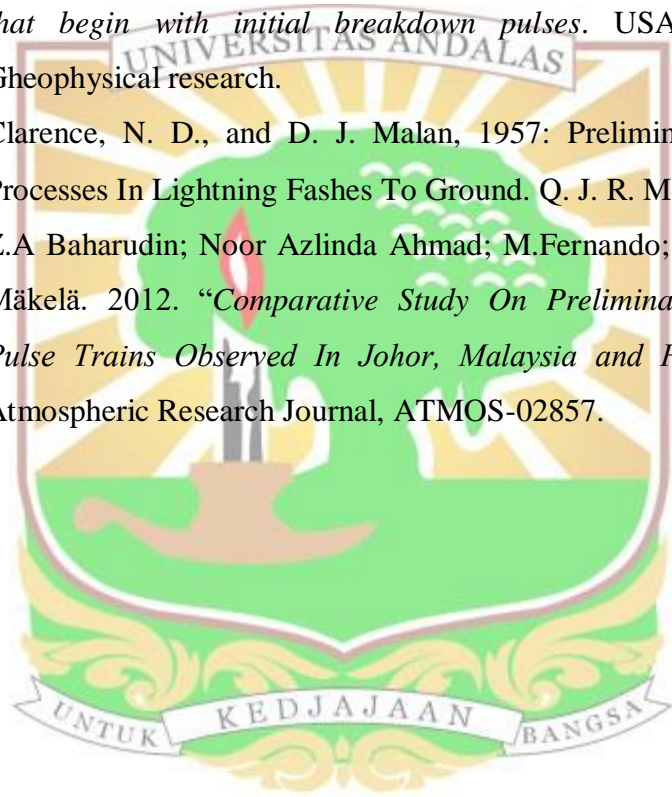 that begin with initial breakdown pulses. USA
UNIVERSITAS ANDALAS
Gheophysical research.
Clarence, N. D., and D. J. Malan, 1957: Prelimin
Processes In Lightning Fashes To Ground. Q. J. R. M
Z.A Baharudin; Noor Azlinda Ahmad; M.Fernando;
Mäkelä. 2012. “Comparative Study On Prelimina
Pulse Trains Observed In Johor, Malaysia and F
Atmospheric Research Journal, ATMOS-02857.
UNTUK KEDJAJAAN BANGSA